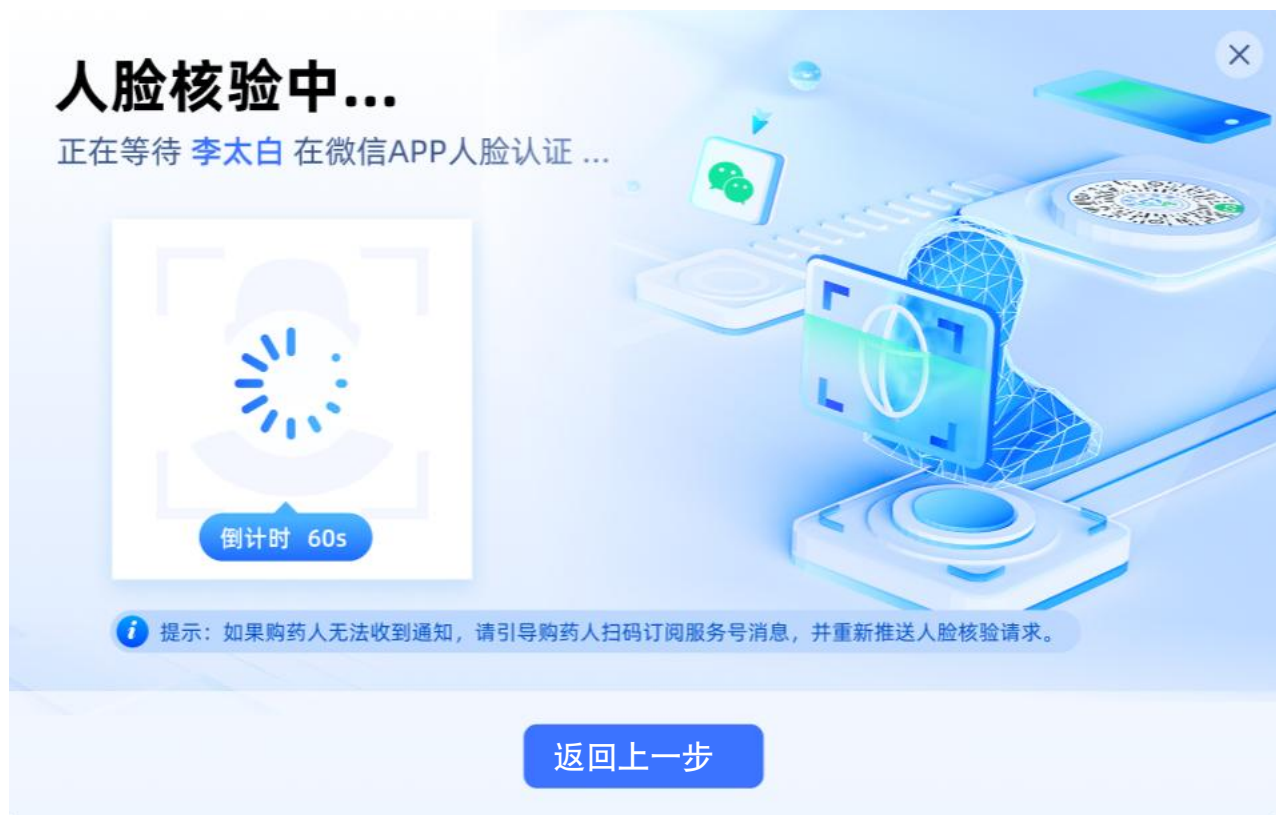 人脸核验中...
正在等待 李太白 在微信APP人脸认证 ...
倒计时 60s
提示：如果购药人无法收到通知，请引导购药人扫码订阅服务号消息，并重新推送人脸核验请求。
返回上一步